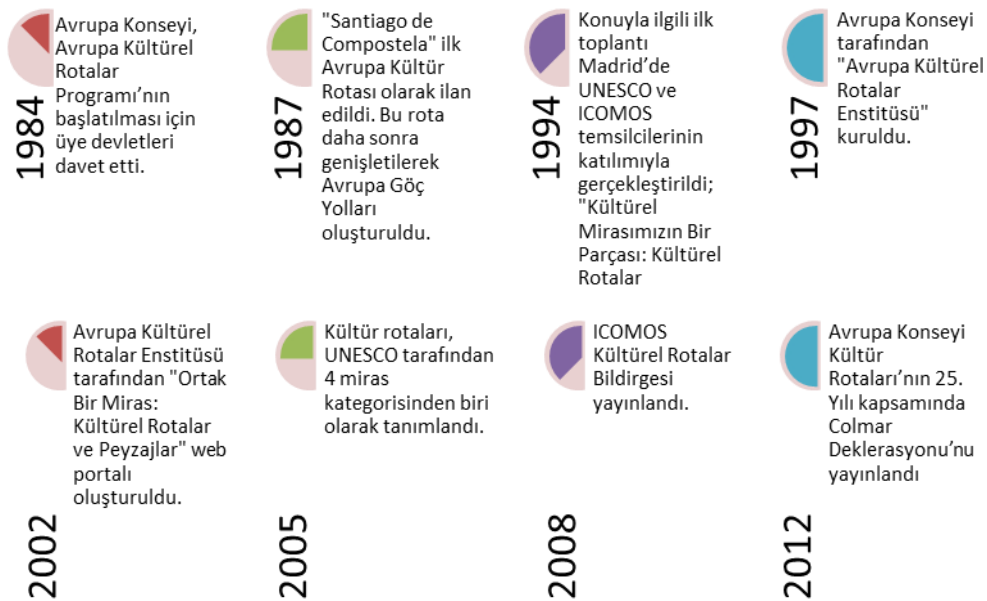 1984
Avrupa Konseyi,
Avrupa Kültürel
Rotalar
Programı’nın
başlatılması için
üye devletleri
davet etti.
1987
"Santiago de
Compostela" ilk
Avrupa Kültür
Rotası olarak ilan
edildi. Bu rota
daha sonra
genişletilerek
Avrupa Göç
Yolları
oluşturuldu.
1994
Konuyla ilgili ilk
toplantı
Madrid’de
UNESCO ve
ICOMOS
temsilcilerinin
katılımıyla
gerçekleştirildi;
"Kültürel
Mirasımızın Bir
Parçası: Kültürel
Rotalar
1997
Avrupa Konseyi
tarafından
"Avrupa Kültürel
Rotalar
Enstitüsü"
kuruldu.
2002
Avrupa Kültürel
Rotalar Enstitüsü
tarafından "Ortak
Bir Miras:
Kültürel Rotalar
ve Peyzajlar" web
portalı
oluşturuldu.
2005
Kültür rotaları,
UNESCO tarafından
4 miras
kategorisinden biri
olarak tanımlandı.
2008
ICOMOS
Kültürel Rotalar
Bildirgesi
yayınlandı.
2012
Avrupa Konseyi
Kültür
Rotaları’nın 25.
Yılı kapsamında
Colmar
Deklerasyonu’nu
yayınlandı